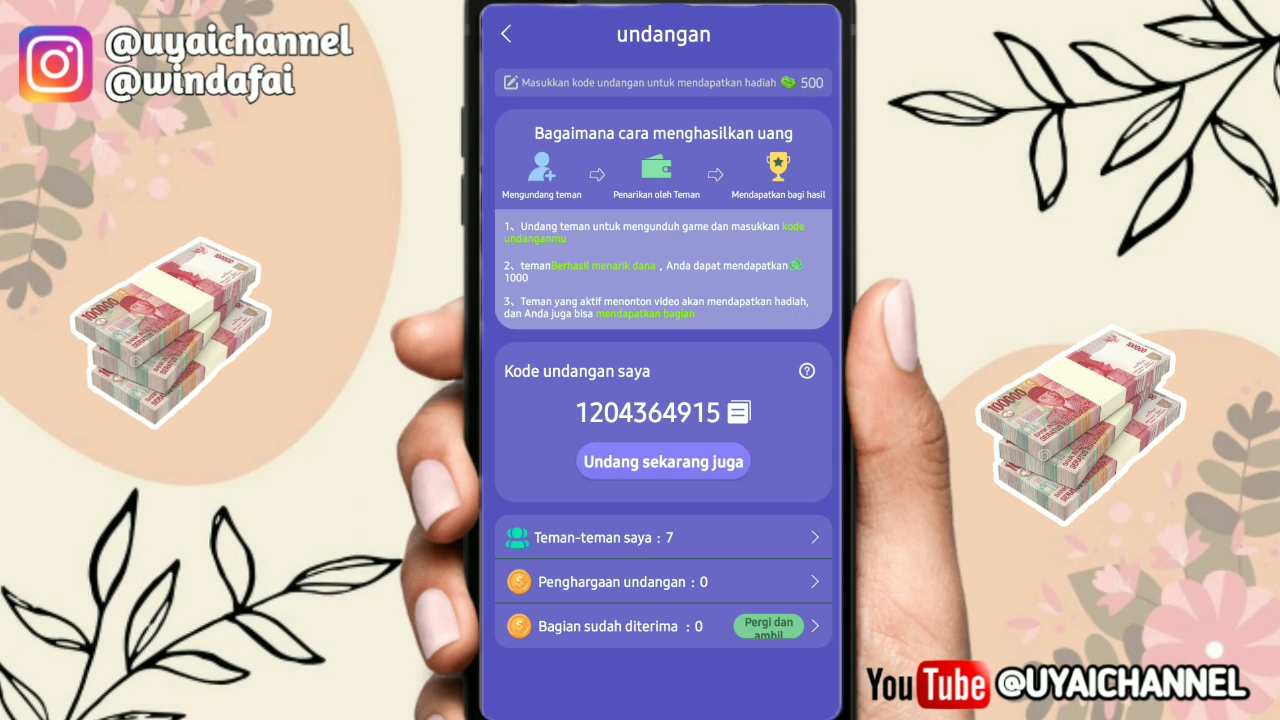 @uyaichannel
@windafai
undangan
Masukkan kode undangan untuk mendapatkan hadiah 500
Bagaimana cara menghasilkan uang
Mengundang teman
Penarikan oleh Teman
Mendapatkan bagi hasil
1、Undang teman untuk mengunduh game dan masukkan kode
undanganmu
2、temanBerhasil menarik dana , Anda dapat mendapatkan
1000
3、Teman yang aktif menonton video akan mendapatkan hadiah,
dan Anda juga bisa mendapatkan bagian
Kode undangan saya
1204364915
Undang sekarang juga
Teman-teman saya : 7
Penghargaan undangan : 0
Bagian sudah diterima : 0
Pergi dan
ambil
100000
100000
100000
100000
YouTube @UYAICHANNEL